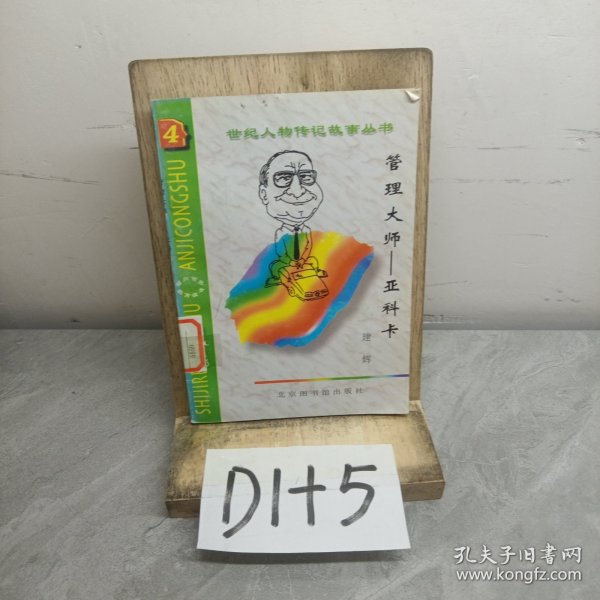 4
世纪人物传记故事丛书
管理大师—亚科卡
建辉
北京图书馆出版社
SHIJIRE
U
ANJICONGSHU
D1+5
孔夫子旧书网
www.kongfz.com